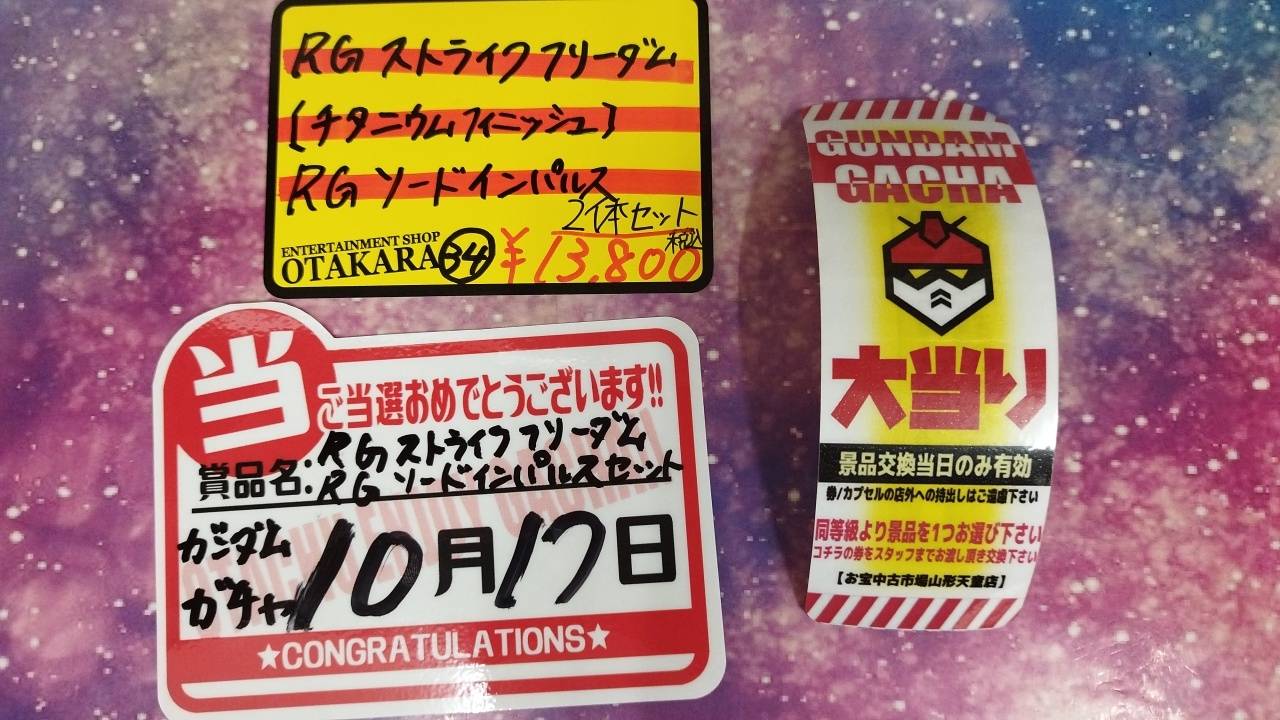 RG ストライクフリーダム
[チタニウムフィニッシュ]
RG ソードインパルス
2体セット
ENTERTAINMENT SHOP
OTAKARA 34 ¥13,800 税込
当
ご当選おめでとうございます!!
賞品名: RG ストライクフリーダム
RG ソードインパルスセット
ガンダム
ガチャ 10月17日
★CONGRATULATIONS★
GUNDAM
GACHA
大当り
景品交換当日のみ有効
券/カプセルの店外への持出しはご遠慮下さい
同等級より景品を1つお選び下さい
コチラの券をスタッフまでお渡し頂き交換下さい
【お宝中古市場山形天童店】